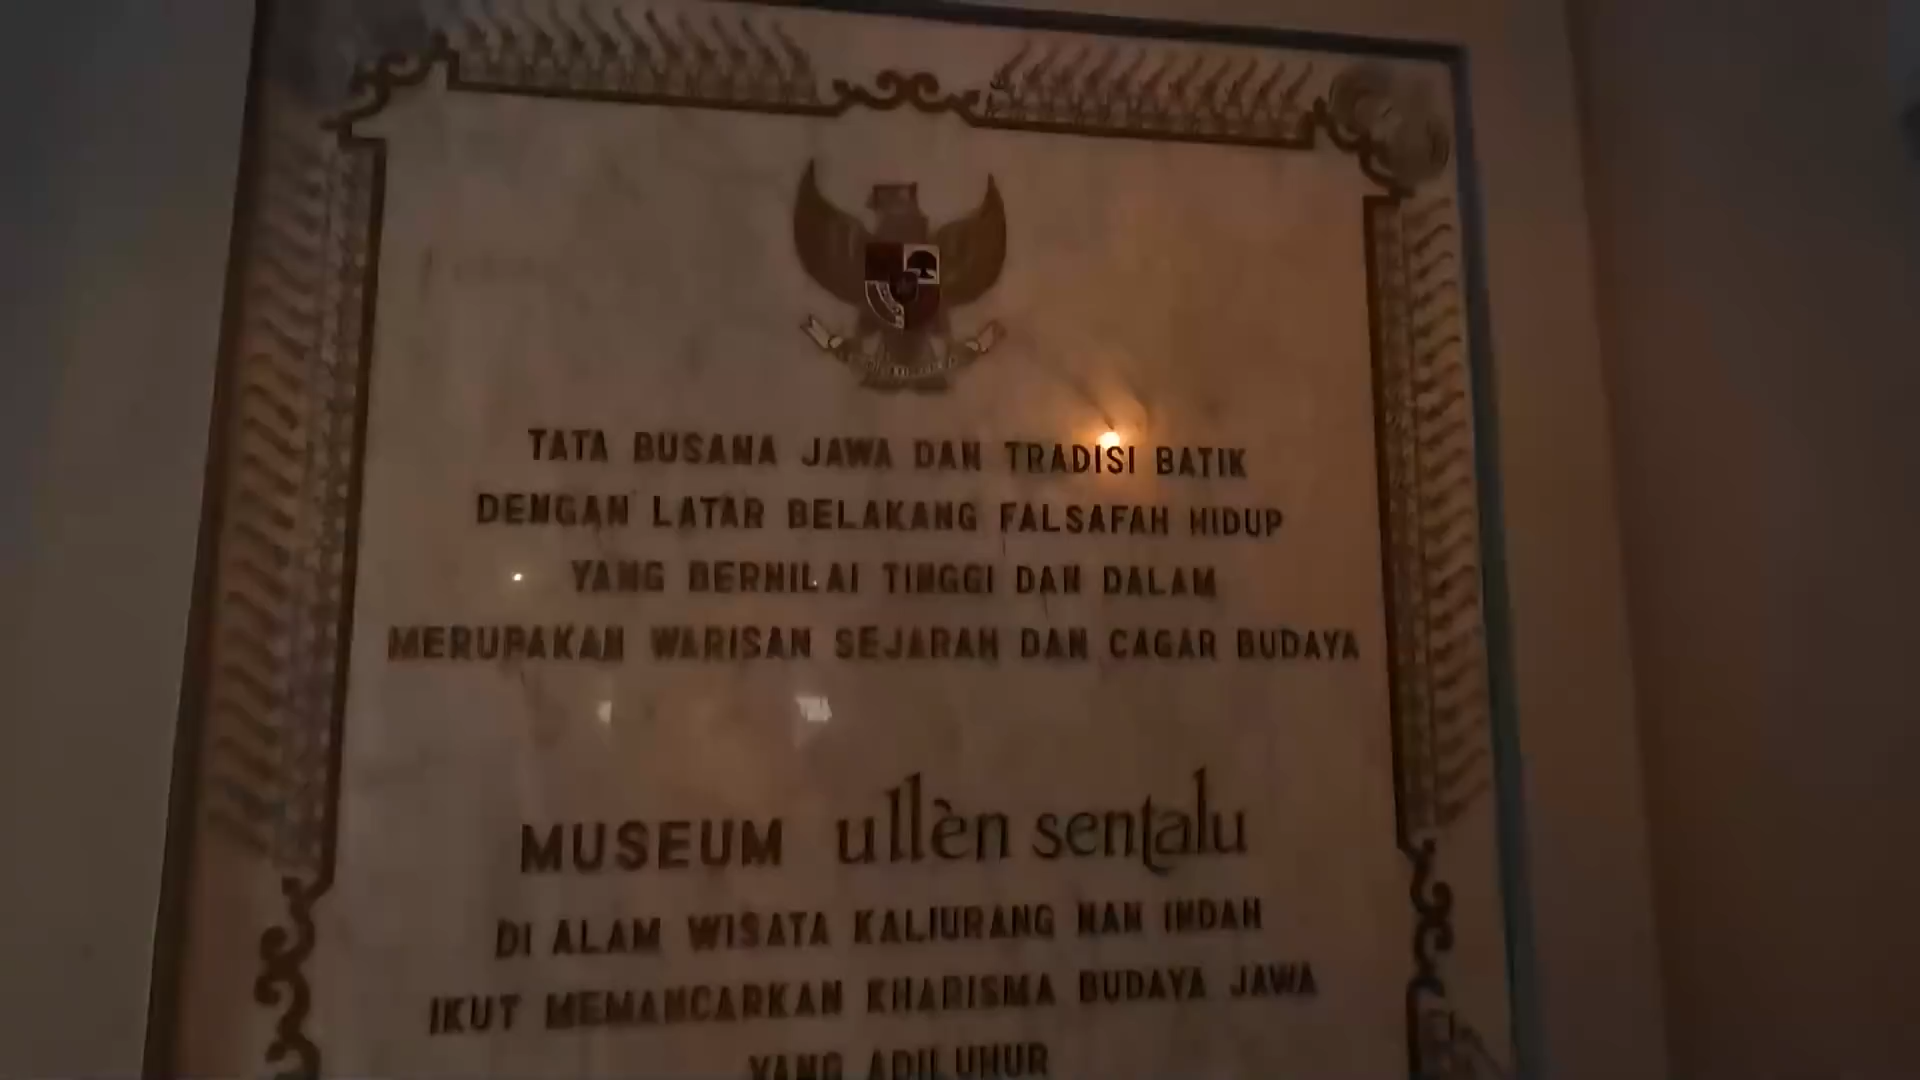 TATA BUSANA JAWA DAN TRADISI BATIK
DENGAN LATAR BELAKANG FALSAFAH HIDUP
YANG BERNILAI TINGGI DAN DALAM
MERUPAKAN WARISAN SEJARAH DAN CAGAR BUDAYA
MUSEUM ullèn sentalu
DI ALAM WISATA KALIURANG NAN INDAH
IKUT MEMANCARKAN KHARISMA BUDAYA JAWA
YANG ADILUHUR